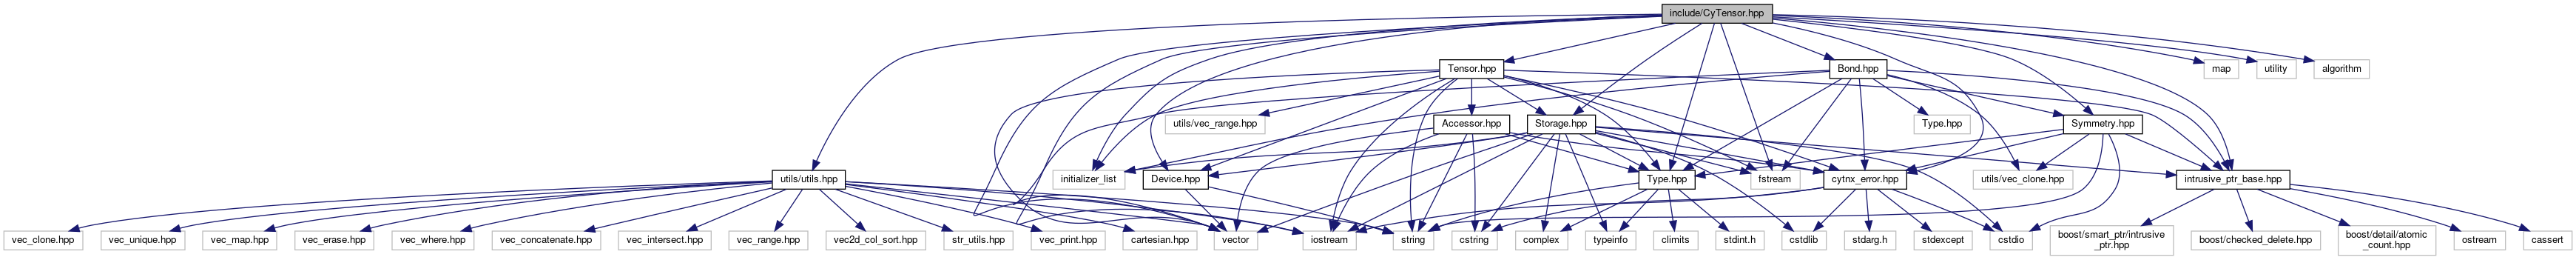 include/CyTensor.hpp
Tensor.hpp
Bond.hpp
map
utility
algorithm
utils/vec_range.hpp
Accessor.hpp
Storage.hpp
Type.hpp
Symmetry.hpp
utils/utils.hpp
initializer_list
Device.hpp
Type.hpp
fstream
cytnx_error.hpp
utils/vec_clone.hpp
intrusive_ptr_base.hpp
vec_clone.hpp
vec_unique.hpp
vec_map.hpp
vec_erase.hpp
vec_where.hpp
vec_concatenate.hpp
vec_intersect.hpp
vec_range.hpp
vec2d_col_sort.hpp
str_utils.hpp
vec_print.hpp
cartesian.hpp
vector
iostream
string
cstring
complex
typeinfo
climits
stdint.h
cstdlib
stdarg.h
stdexcept
cstdio
boost/smart_ptr/intrusive
_ptr.hpp
boost/checked_delete.hpp
boost/detail/atomic
_count.hpp
ostream
cassert